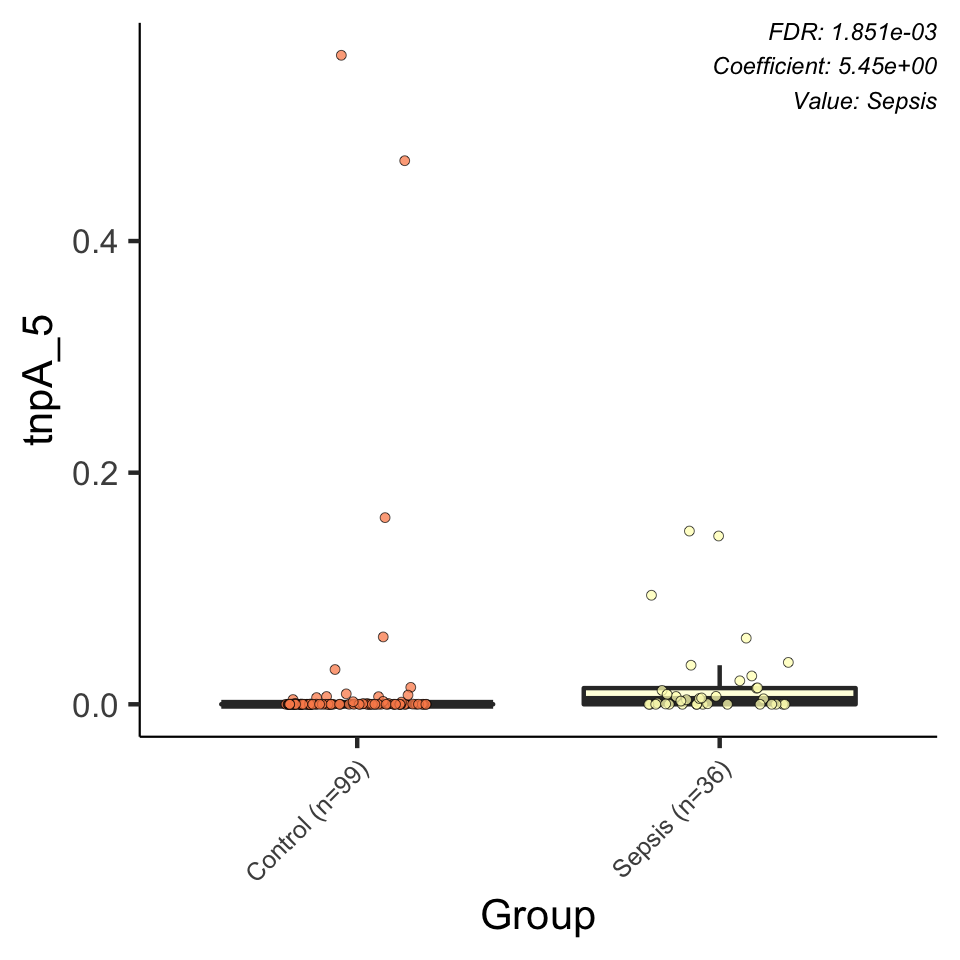 FDR: 1.851e-03
Coefficient: 5.45e+00
Value: Sepsis
tnpA_5
0.4
0.2
0.0
Control (n=99)
Sepsis (n=36)
Group